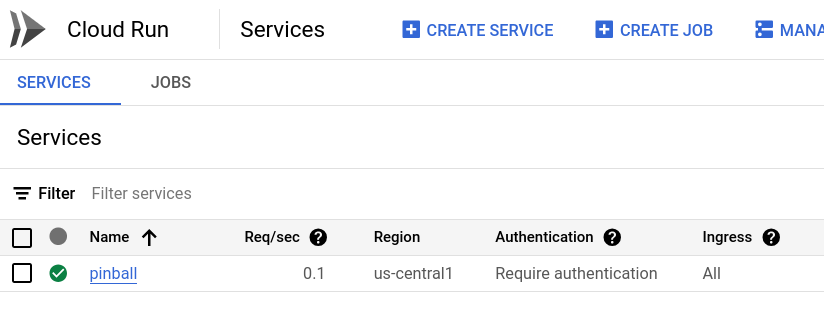 Cloud Run Services CREATE SERVICE CREATE JOB MANA
SERVICES JOBS
Services
Filter Filter services
Name Req/sec Region Authentication Ingress
pinball 0.1 us-central1 Require authentication All